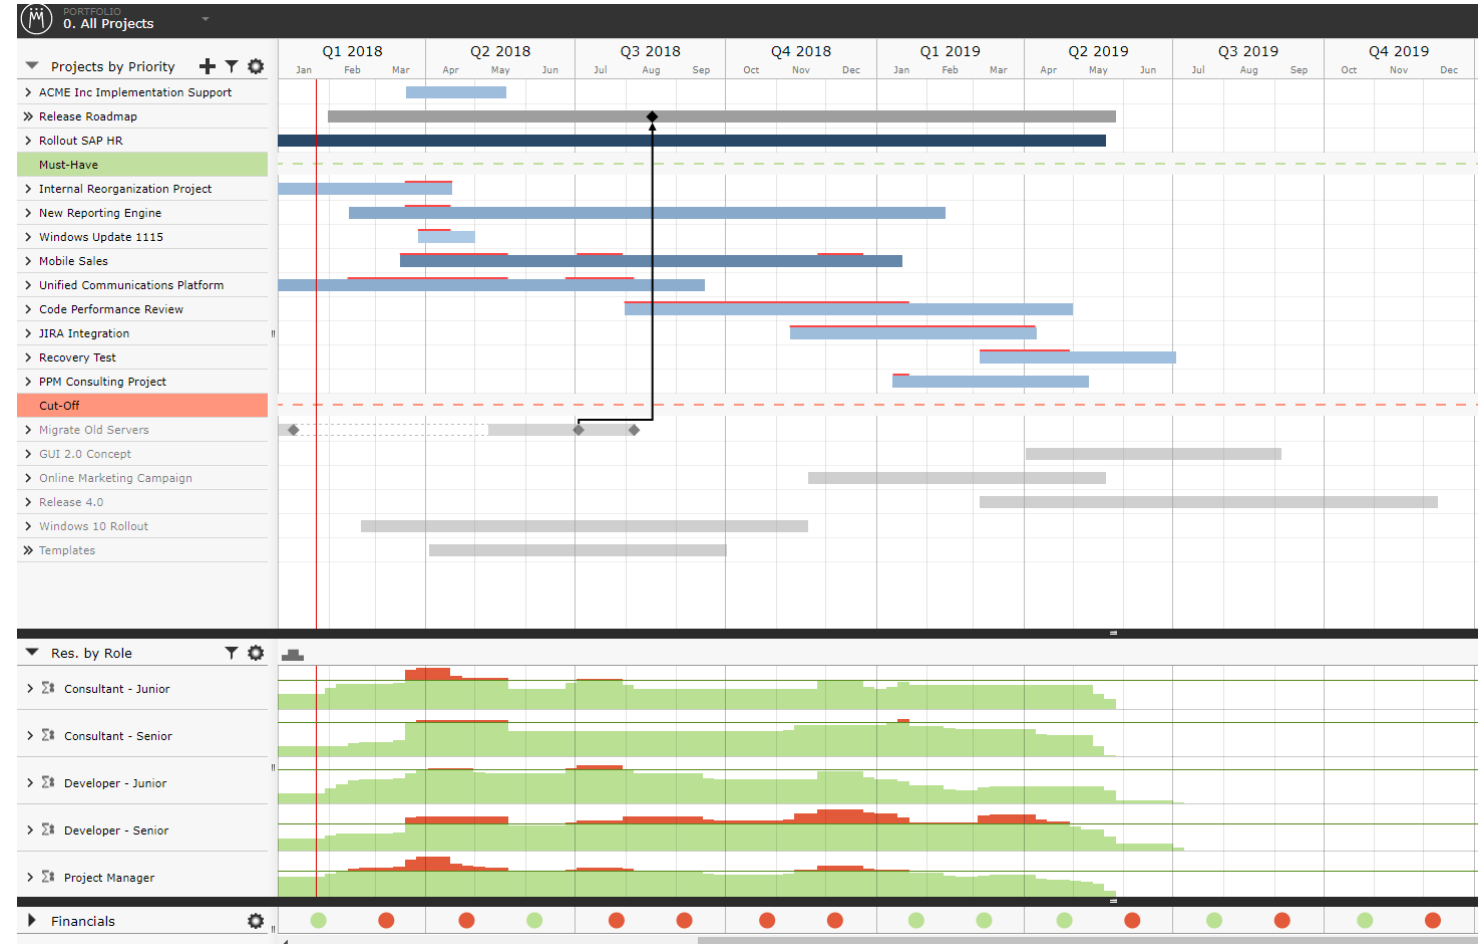 PORTFOLIO
0. All Projects
Projects by Priority
Q1 2018 Q2 2018 Q3 2018 Q4 2018 Q1 2019 Q2 2019 Q3 2019 Q4 2019
Jan Feb Mar Apr May Jun Jul Aug Sep Oct Nov Dec Jan Feb Mar Apr May Jun Jul Aug Sep Oct Nov Dec
ACME Inc Implementation Support
Release Roadmap
Rollout SAP HR
Must-Have
Internal Reorganization Project
New Reporting Engine
Windows Update 1115
Mobile Sales
Unified Communications Platform
Code Performance Review
JIRA Integration
Recovery Test
PPM Consulting Project
Cut-Off
Migrate Old Servers
GUI 2.0 Concept
Online Marketing Campaign
Release 4.0
Windows 10 Rollout
Templates
Res. by Role
Consultant - Junior
Consultant - Senior
Developer - Junior
Developer - Senior
Project Manager
Financials